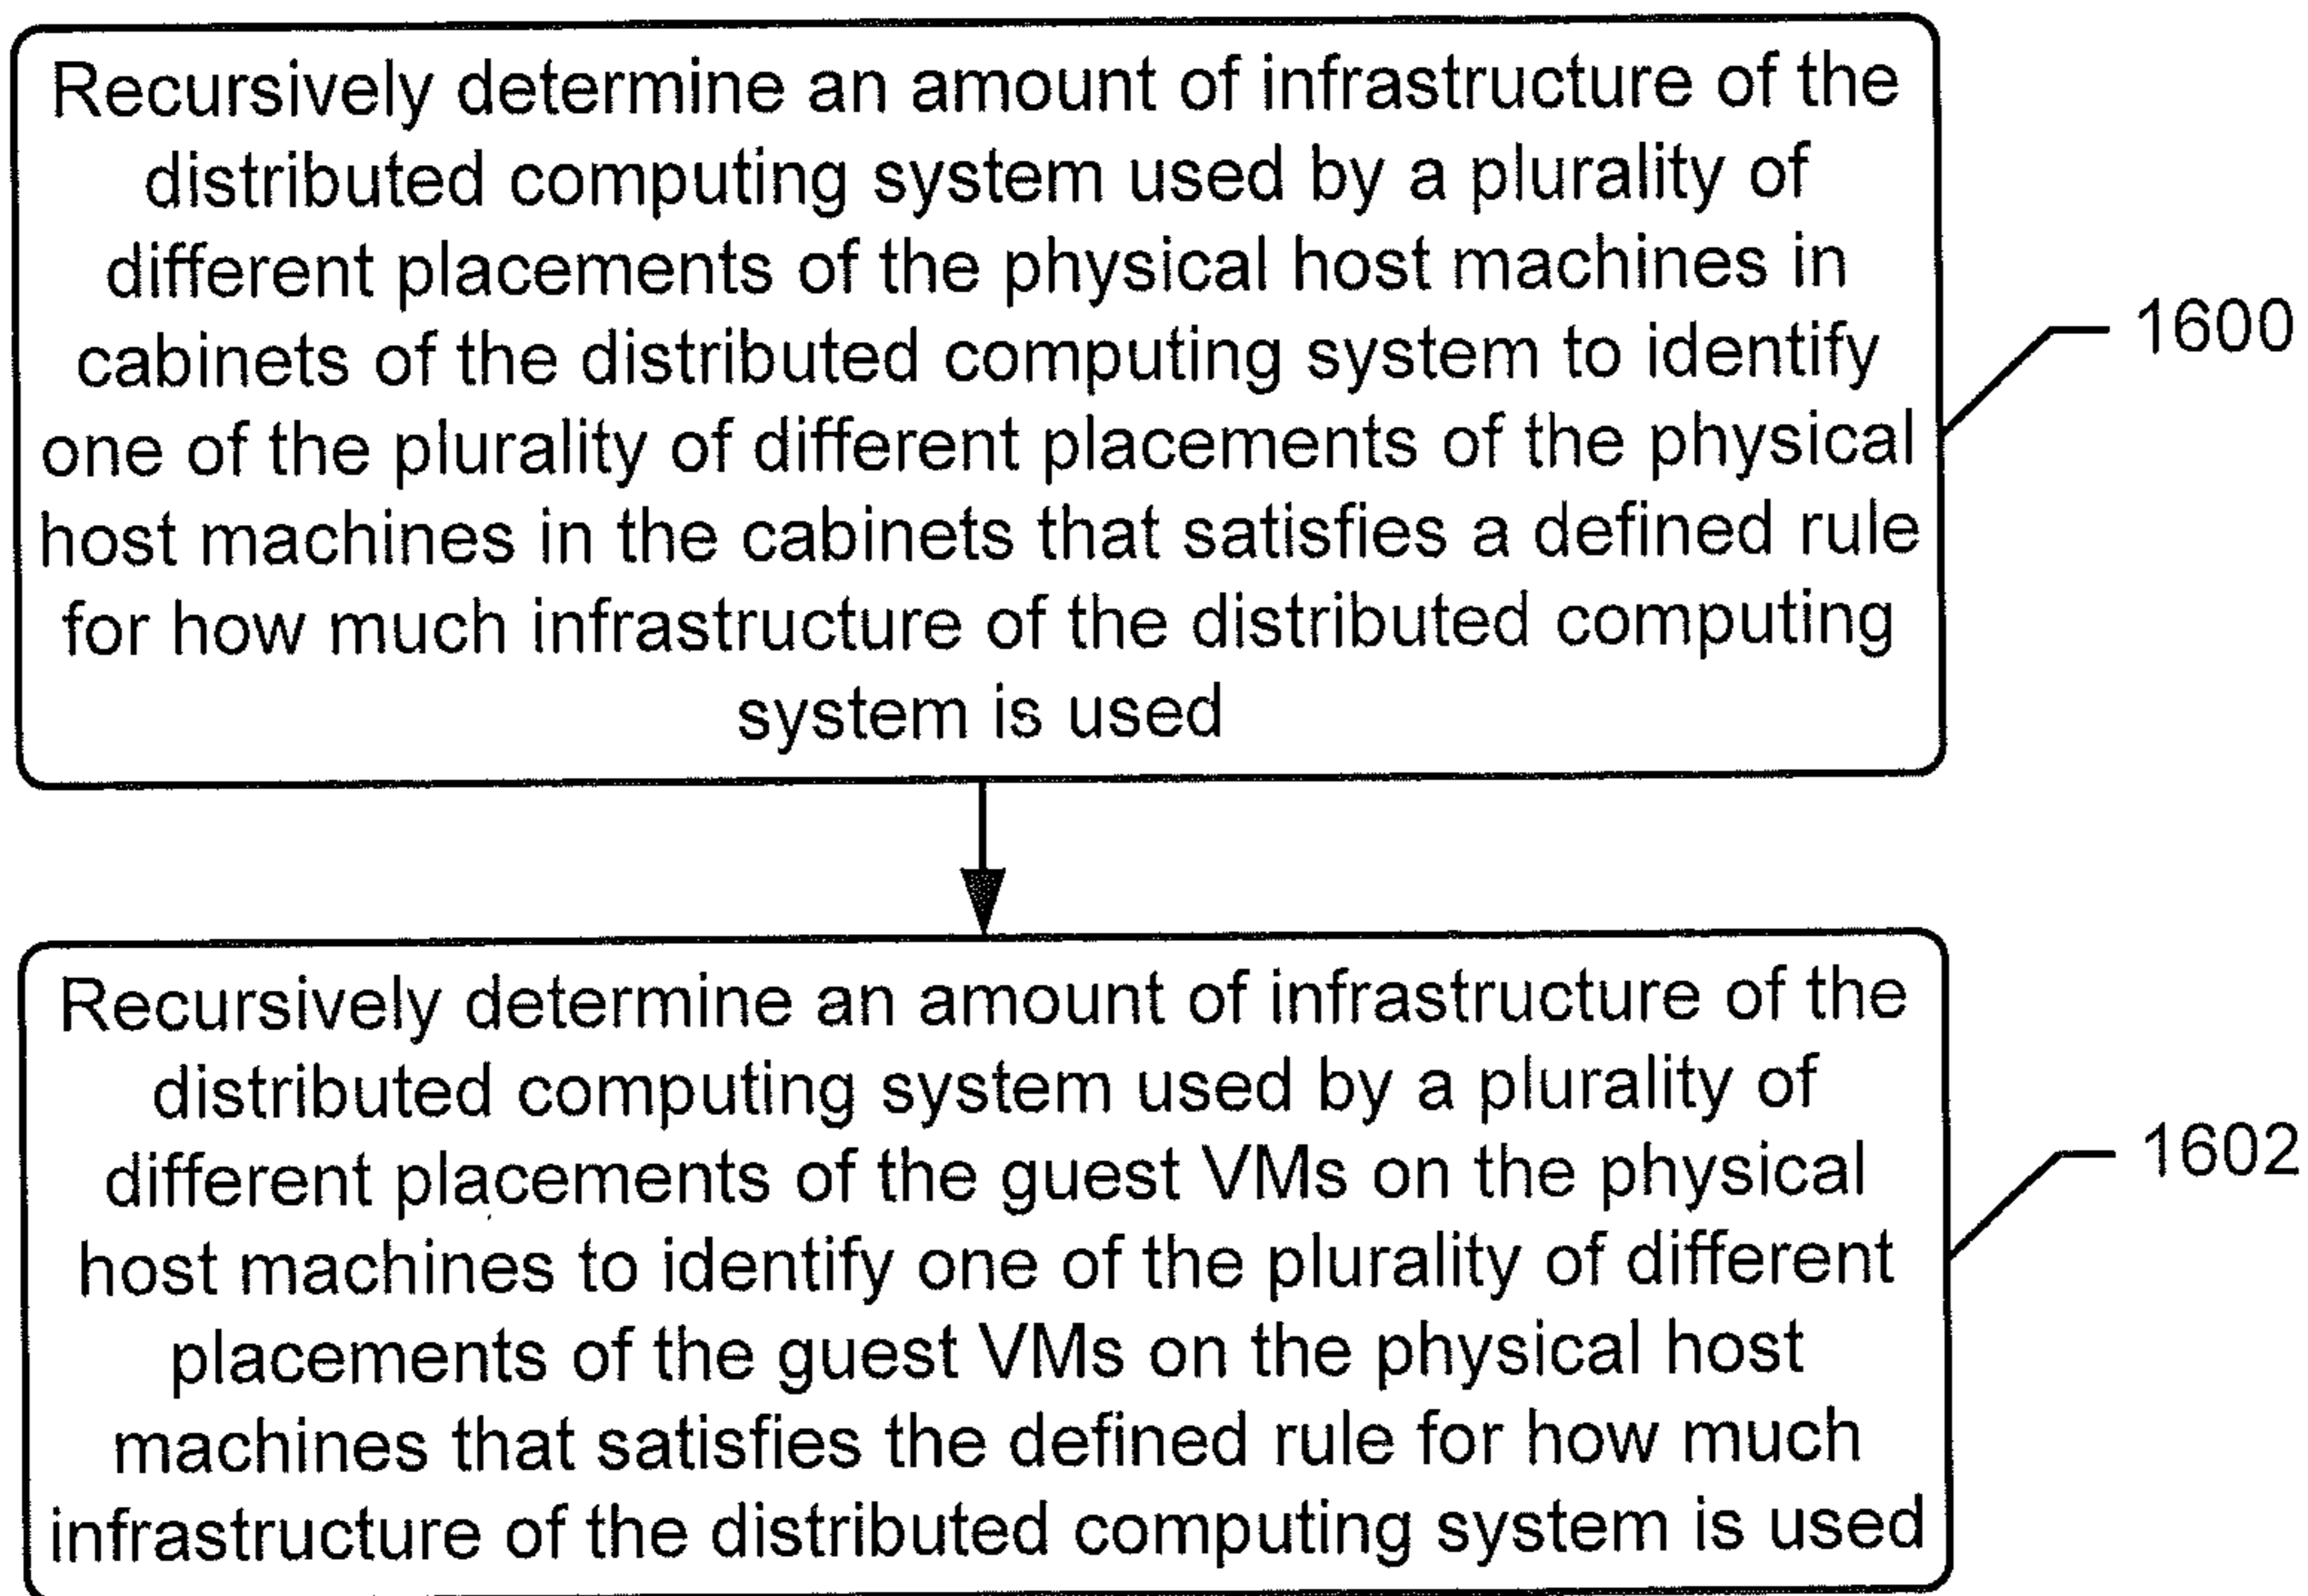 Recursively determine an amount of infrastructure of the
distributed computing system used by a plurality of
different placements of the physical host machines in
cabinets of the distributed computing system to identify
one of the plurality of different placements of the physical
host machines in the cabinets that satisfies a defined rule
for how much infrastructure of the distributed computing
system is used
1600
Recursively determine an amount of infrastructure of the
distributed computing system used by a plurality of
different placements of the guest VMs on the physical
host machines to identify one of the plurality of different
placements of the guest VMs on the physical host
machines that satisfies the defined rule for how much
infrastructure of the distributed computing system is used
1602